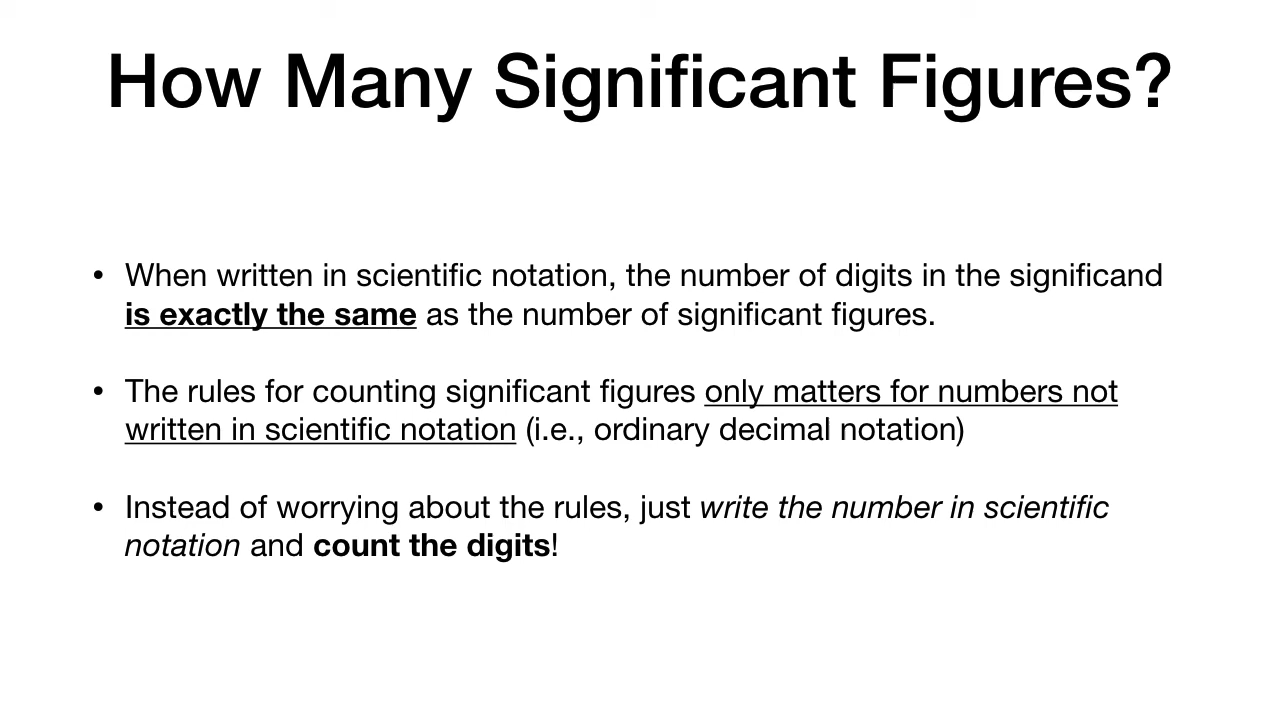 How Many Significant Figures?
• When written in scientific notation, the number of digits in the significand
is exactly the same as the number of significant figures.
• The rules for counting significant figures only matters for numbers not
written in scientific notation (i.e., ordinary decimal notation)
• Instead of worrying about the rules, just write the number in scientific
notation and count the digits!